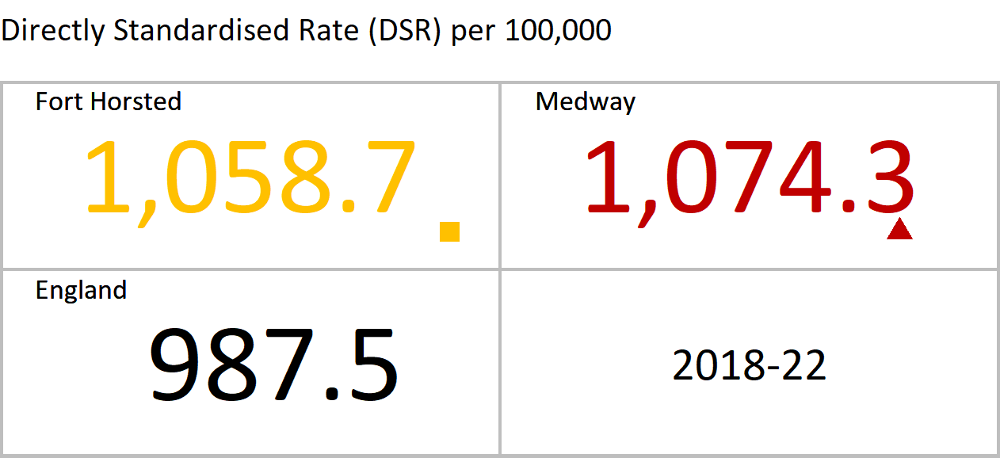 Directly Standardised Rate (DSR) per 100,000
Fort Horsted
1,058.7
Medway
1,074.3
England
987.5
2018-22